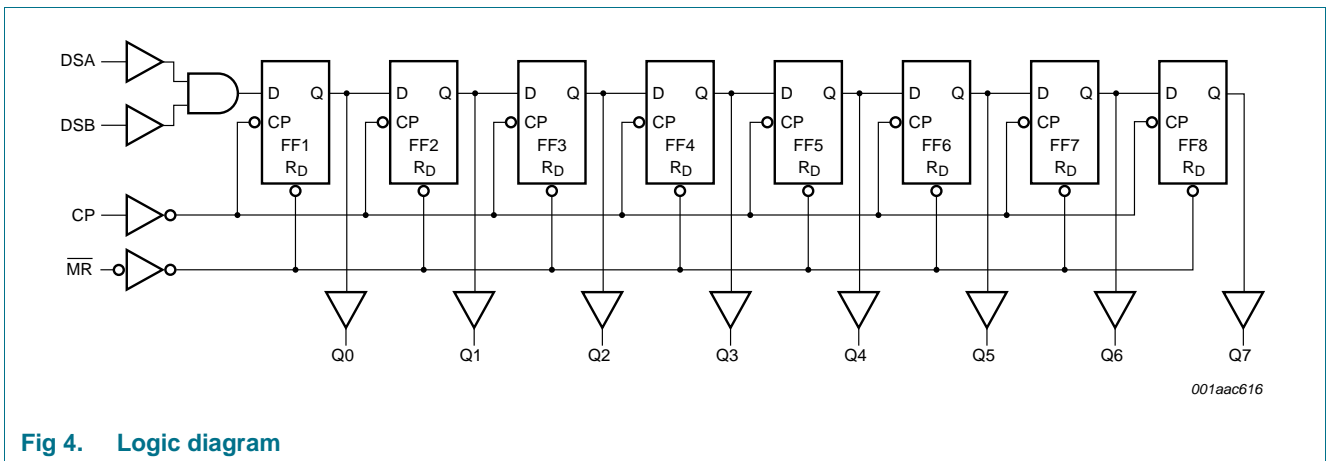 DSA
DSB
CP
M̅R̅
D Q
CP
FF1
RD
D Q
CP
FF2
RD
D Q
CP
FF3
RD
D Q
CP
FF4
RD
D Q
CP
FF5
RD
D Q
CP
FF6
RD
D Q
CP
FF7
RD
D Q
CP
FF8
RD
Q0 Q1 Q2 Q3 Q4 Q5 Q6 Q7
001aac616
Fig 4. Logic diagram